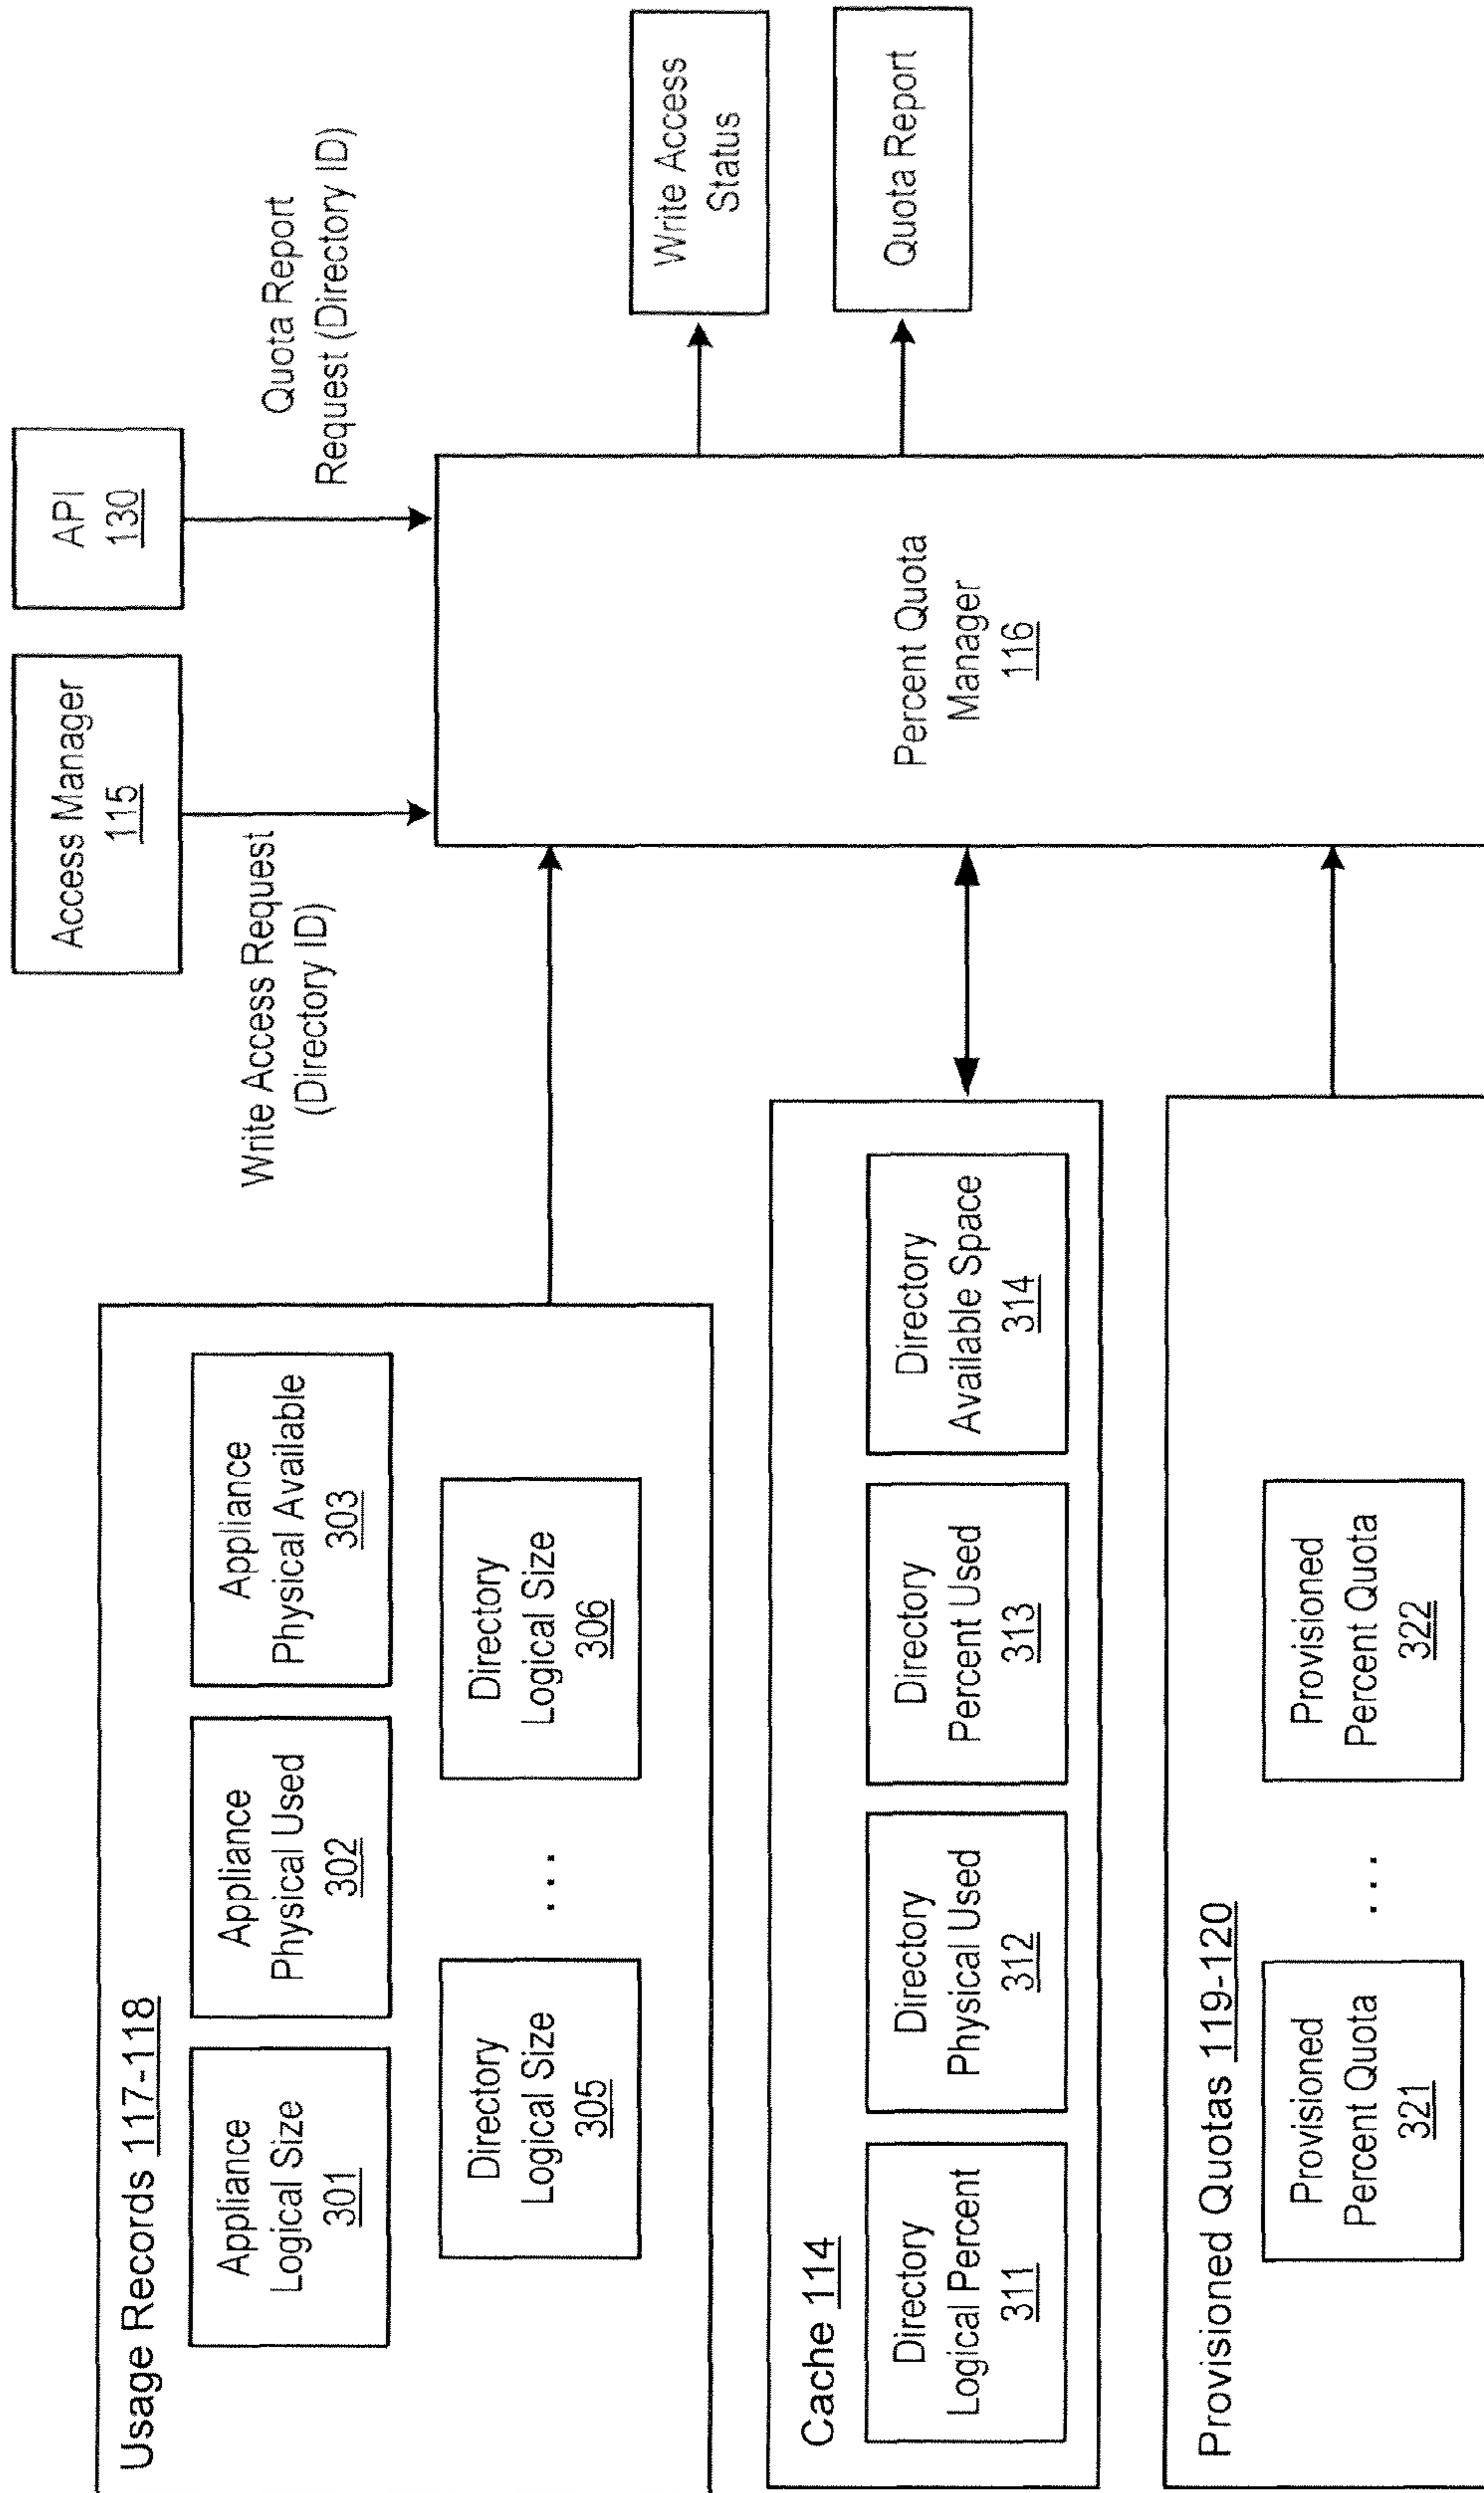 Access Manager
115
API
130
Write Access Request
(Directory ID)
Quota Report
Request (Directory ID)
Usage Records 117-118
Appliance
Logical Size
301
Appliance
Physical Used
302
Appliance
Physical Available
303
Directory
Logical Size
305
...
Directory
Logical Size
306
Cache 114
Directory
Logical Percent
311
Directory
Physical Used
312
Directory
Percent Used
313
Directory
Available Space
314
Provisioned Quotas 119-120
Provisioned
Percent Quota
321
...
Provisioned
Percent Quota
322
Percent Quota
Manager
116
Write Access
Status
Quota Report